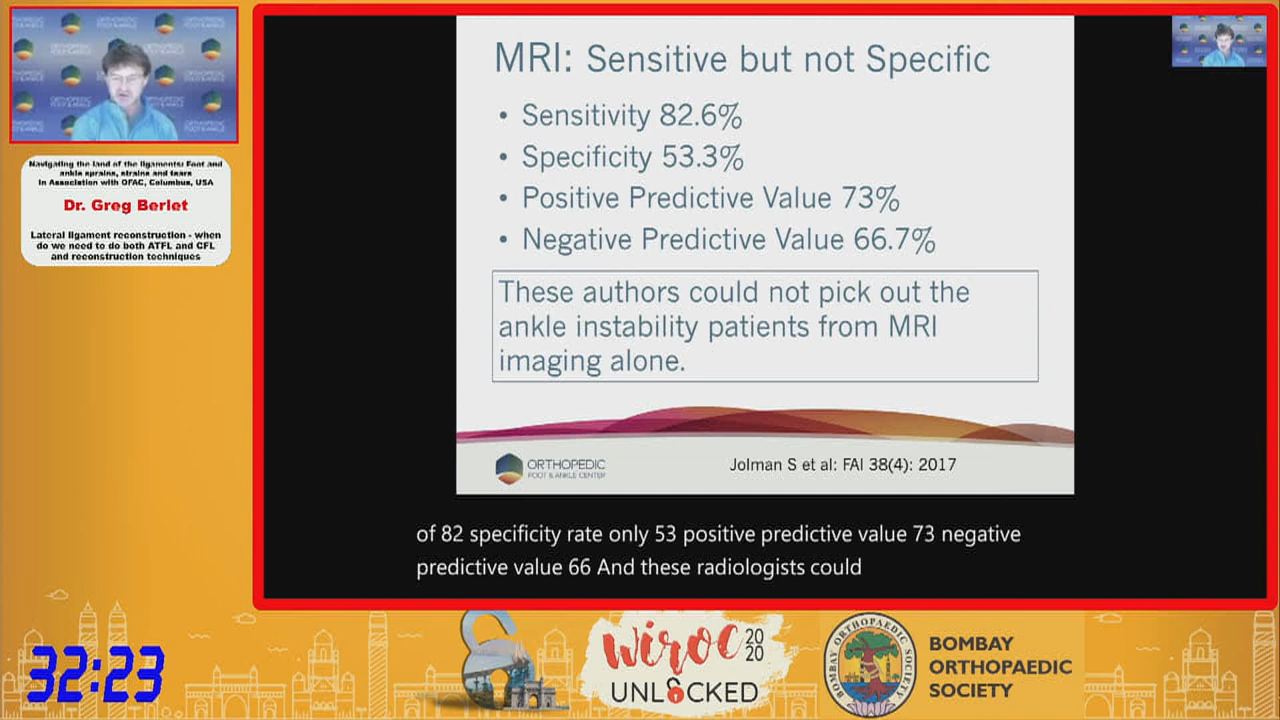 Navigating the land of the ligaments: Foot and
ankle sprains, strains and tears
In Association with OFAC, Columbus, USA
Dr. Greg Berlet
Lateral ligament reconstruction - when
do we need to do both ATFL and CFL
and reconstruction techniques
MRI: Sensitive but not Specific
• Sensitivity 82.6%
• Specificity 53.3%
• Positive Predictive Value 73%
• Negative Predictive Value 66.7%
These authors could not pick out the
ankle instability patients from MRI
imaging alone.
ORTHOPEDIC
FOOT & ANKLE CENTER
Jolman S et al: FAI 38(4): 2017
of 82 specificity rate only 53 positive predictive value 73 negative
predictive value 66 And these radiologists could
32:23
WIROC 20
20
UNLOCKED
BOMBAY ORTHOPAEDIC SOCIETY
BOMBAY
ORTHOPAEDIC
SOCIETY